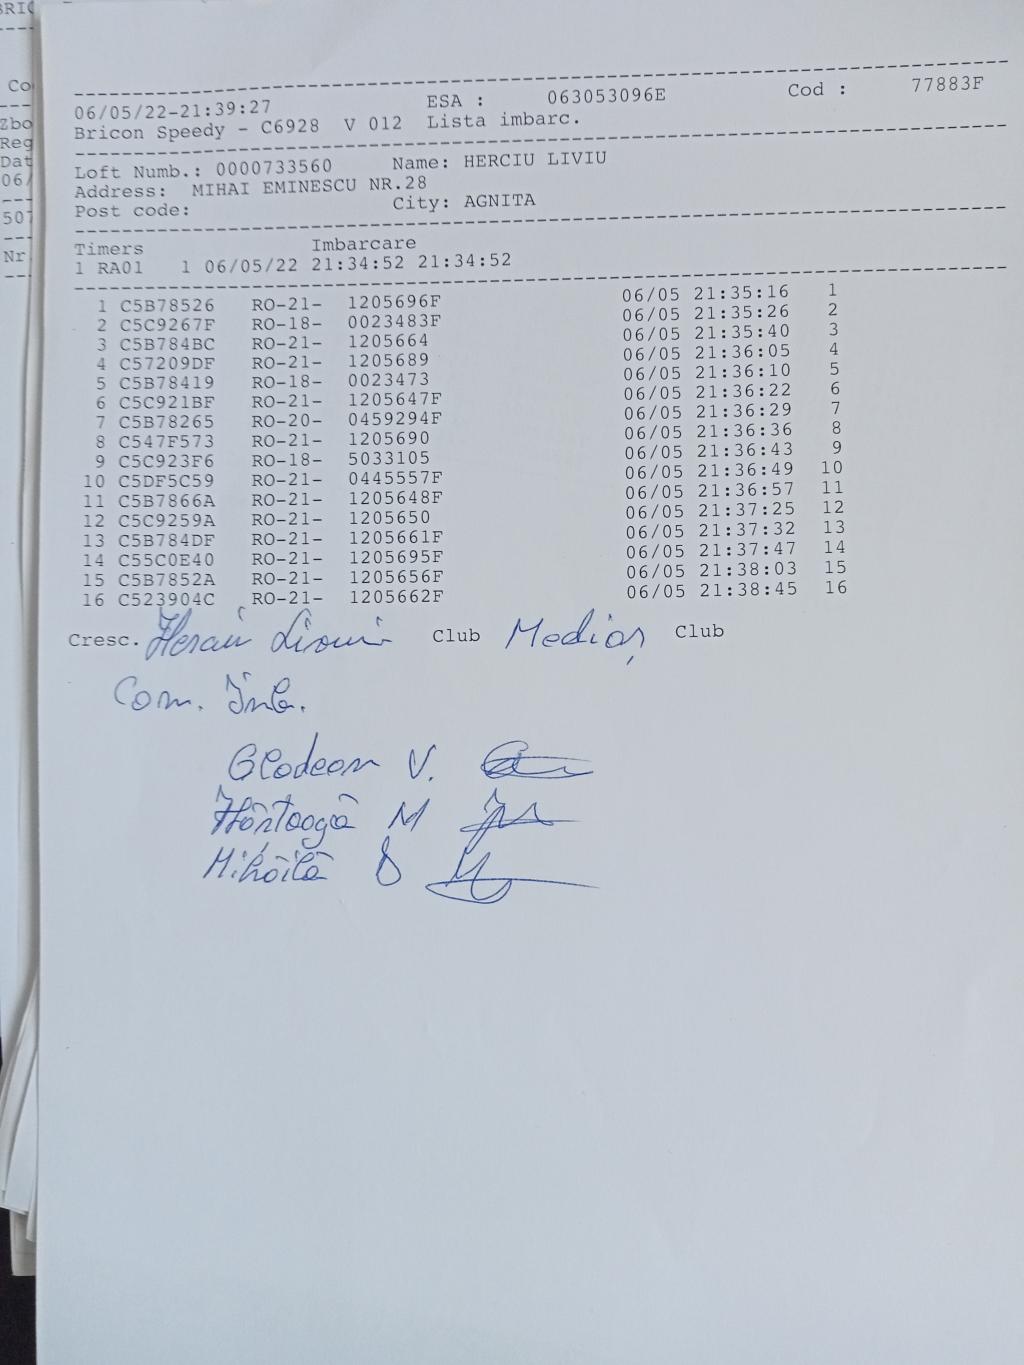 06/05/22-21:39:27 ESA : 063053096E Cod : 77883F
Bricon Speedy - C6928 V 012 Lista imbarc.
Loft Numb.: 0000733560 Name: HERCIU LIVIU
Address: MIHAI EMINESCU NR.28
Post code: City: AGNITA
Timers Imbarcare
1 RA01 1 06/05/22 21:34:52 21:34:52
1 C5B78526 RO-21- 1205696F 06/05 21:35:16 1
2 C5C9267F RO-18- 0023483F 06/05 21:35:26 2
3 C5B784BC RO-21- 1205664 06/05 21:35:40 3
4 C57209DF RO-21- 1205689 06/05 21:36:05 4
5 C5B78419 RO-18- 0023473 06/05 21:36:10 5
6 C5C921BF RO-21- 1205647F 06/05 21:36:22 6
7 C5B78265 RO-20- 0459294F 06/05 21:36:29 7
8 C547F573 RO-21- 1205690 06/05 21:36:36 8
9 C5C923F6 RO-18- 5033105 06/05 21:36:43 9
10 C5DF5C59 RO-21- 0445557F 06/05 21:36:49 10
11 C5B7866A RO-21- 1205648F 06/05 21:36:57 11
12 C5C9259A RO-21- 1205650 06/05 21:37:25 12
13 C5B784DF RO-21- 1205661F 06/05 21:37:32 13
14 C55C0E40 RO-21- 1205695F 06/05 21:37:47 14
15 C5B7852A RO-21- 1205656F 06/05 21:38:03 15
16 C523904C RO-21- 1205662F 06/05 21:38:45 16
Cresc. Herciu Liviu Club Mediaș Club
Com. Îmb.
Glodean V.
Hântoogă M
Mihăilă D